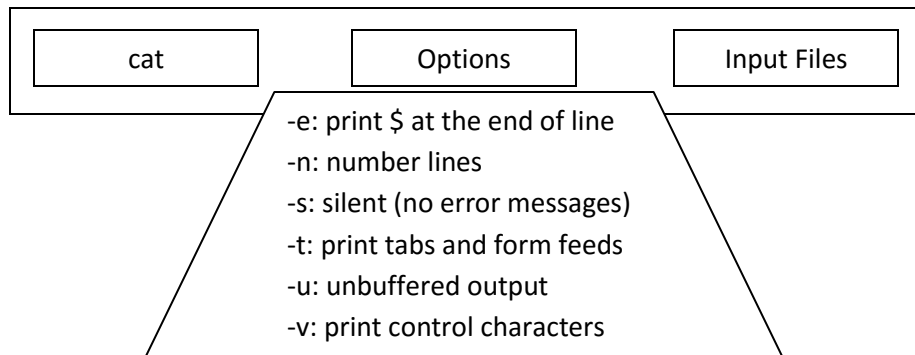 cat
Options
Input Files
-e: print $ at the end of line
-n: number lines
-s: silent (no error messages)
-t: print tabs and form feeds
-u: unbuffered output
-v: print control characters